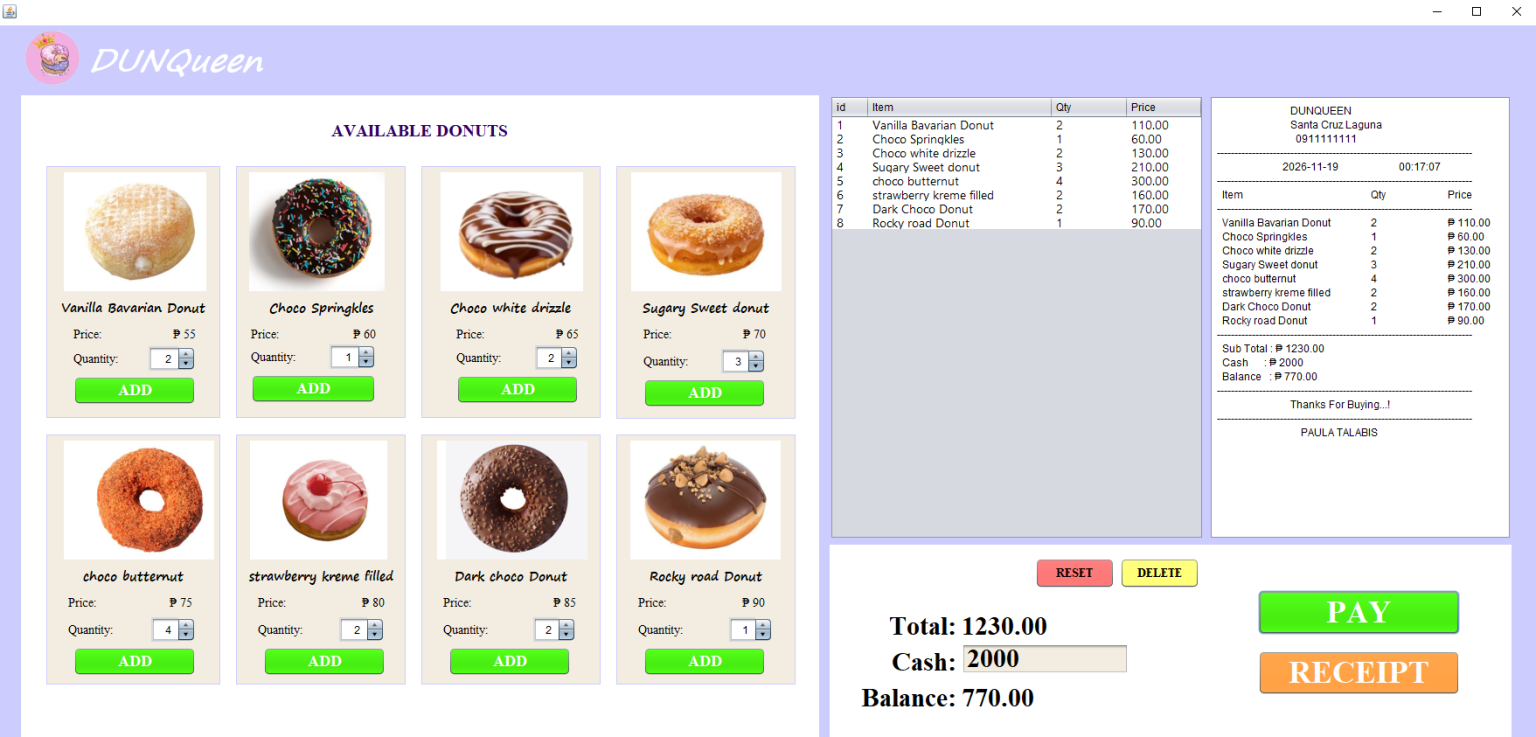 DUNQueen
AVAILABLE DONUTS
Vanilla Bavarian Donut
Price: ₱ 55
Quantity: 2
ADD
Choco Springkles
Price: ₱ 60
Quantity: 1
ADD
Choco white drizzle
Price: ₱ 65
Quantity: 2
ADD
Sugary Sweet donut
Price: ₱ 70
Quantity: 3
ADD
choco butternut
Price: ₱ 75
Quantity: 4
ADD
strawberry kreme filled
Price: ₱ 80
Quantity: 2
ADD
Dark choco Donut
Price: ₱ 85
Quantity: 2
ADD
Rocky road Donut
Price: ₱ 90
Quantity: 1
ADD
id Item Qty Price
1 Vanilla Bavarian Donut 2 110.00
2 Choco Springkles 1 60.00
3 Choco white drizzle 2 130.00
4 Sugary Sweet donut 3 210.00
5 choco butternut 4 300.00
6 strawberry kreme filled 2 160.00
7 Dark Choco Donut 2 170.00
8 Rocky road Donut 1 90.00
DUNQUEEN
Santa Cruz Laguna
0911111111
2026-11-19 00:17:07
Item Qty Price
Vanilla Bavarian Donut 2 ₱ 110.00
Choco Springkles 1 ₱ 60.00
Choco white drizzle 2 ₱ 130.00
Sugary Sweet donut 3 ₱ 210.00
choco butternut 4 ₱ 300.00
strawberry kreme filled 2 ₱ 160.00
Dark Choco Donut 2 ₱ 170.00
Rocky road Donut 1 ₱ 90.00
Sub Total : ₱ 1230.00
Cash : ₱ 2000
Balance : ₱ 770.00
Thanks For Buying...!
PAULA TALABIS
RESET DELETE
Total: 1230.00
Cash: 2000
Balance: 770.00
PAY
RECEIPT